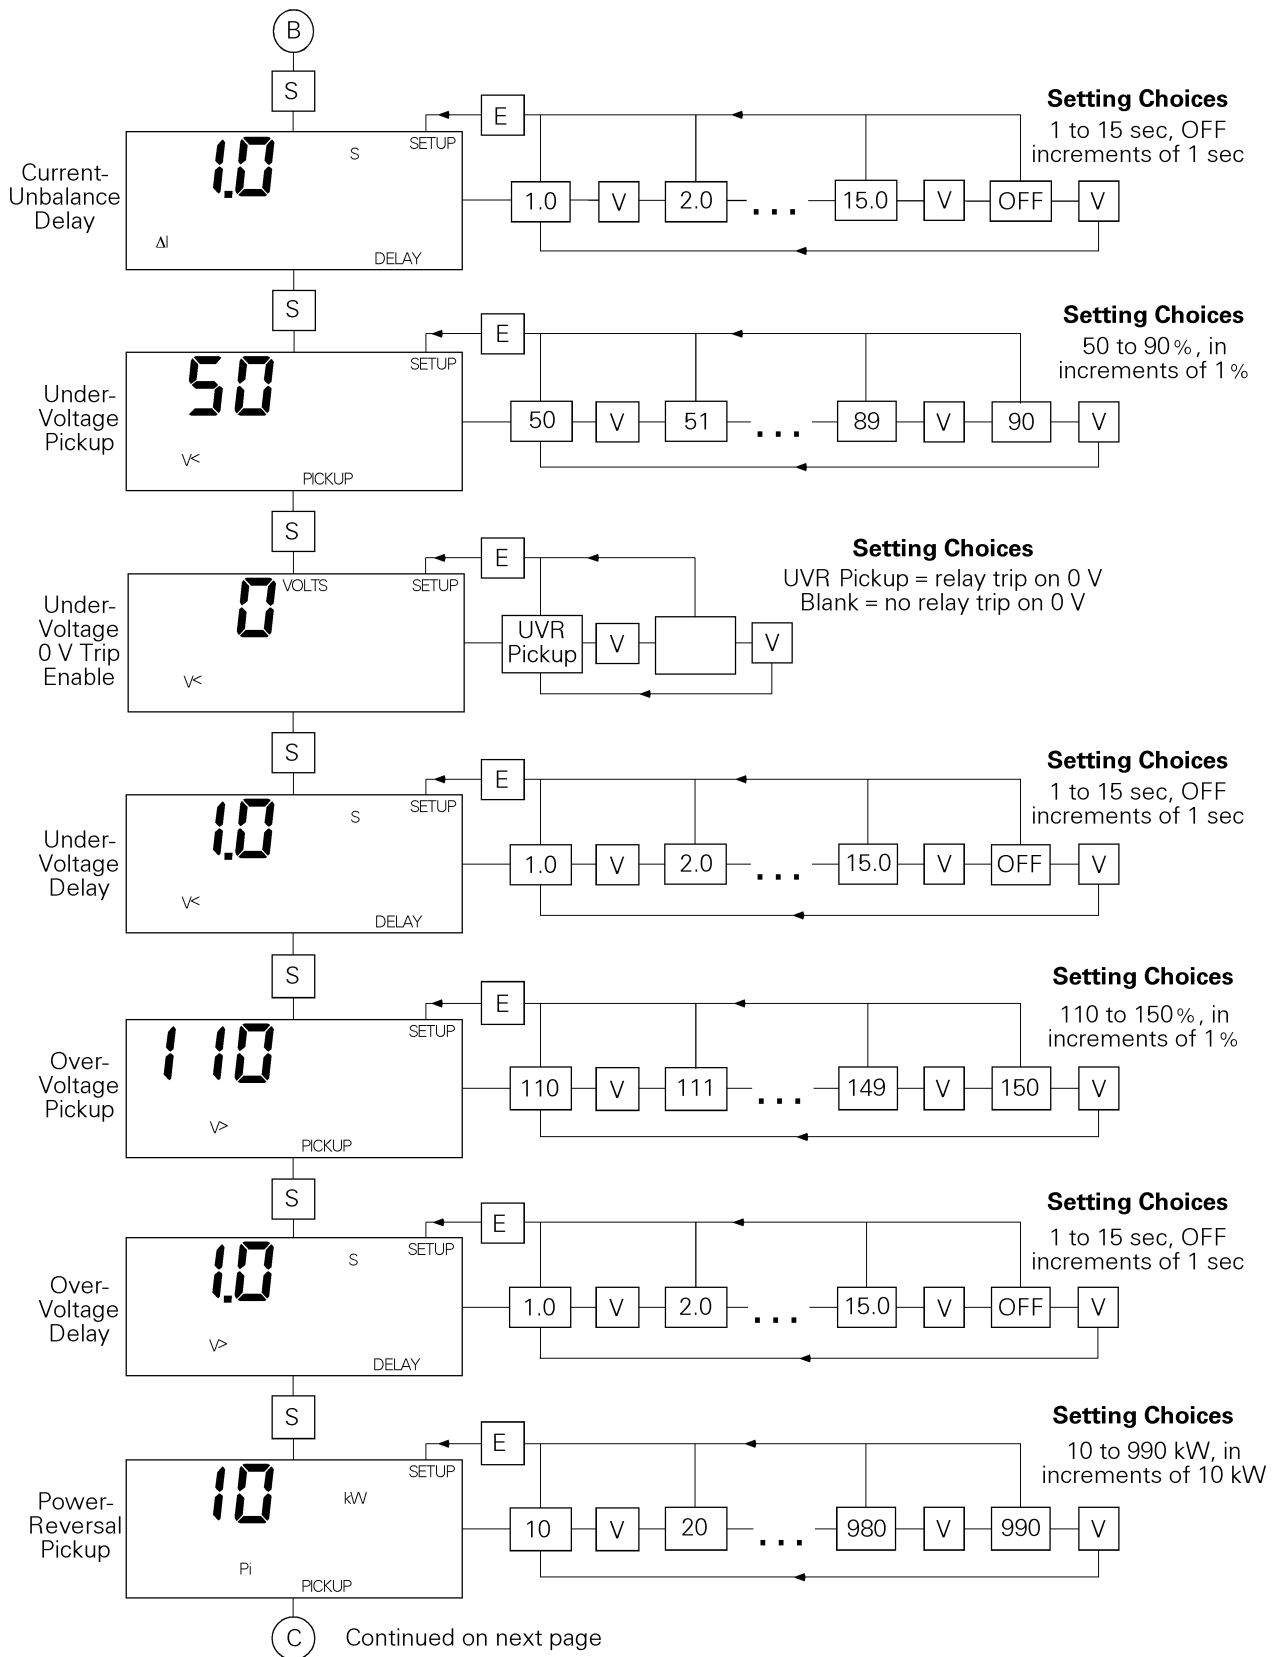 B
S
Current-
Unbalance
Delay
1.0
S
SETUP
ΔI
DELAY
E
1.0 V 2.0 ... 15.0 V OFF V
Setting Choices
1 to 15 sec, OFF
increments of 1 sec
S
Under-
Voltage
Pickup
50
SETUP
V<
PICKUP
E
50 V 51 ... 89 V 90 V
Setting Choices
50 to 90%, in
increments of 1%
S
Under-
Voltage
0 V Trip
Enable
0 VOLTS
SETUP
V<
E
UVR
Pickup
V
V
Setting Choices
UVR Pickup = relay trip on 0 V
Blank = no relay trip on 0 V
S
Under-
Voltage
Delay
1.0
S
SETUP
V<
DELAY
E
1.0 V 2.0 ... 15.0 V OFF V
Setting Choices
1 to 15 sec, OFF
increments of 1 sec
S
Over-
Voltage
Pickup
110
SETUP
V>
PICKUP
E
110 V 111 ... 149 V 150 V
Setting Choices
110 to 150%, in
increments of 1%
S
Over-
Voltage
Delay
1.0
S
SETUP
V>
DELAY
E
1.0 V 2.0 ... 15.0 V OFF V
Setting Choices
1 to 15 sec, OFF
increments of 1 sec
S
Power-
Reversal
Pickup
10
kW
SETUP
Pi
PICKUP
E
10 V 20 ... 980 V 990 V
Setting Choices
10 to 990 kW, in
increments of 10 kW
C
Continued on next page